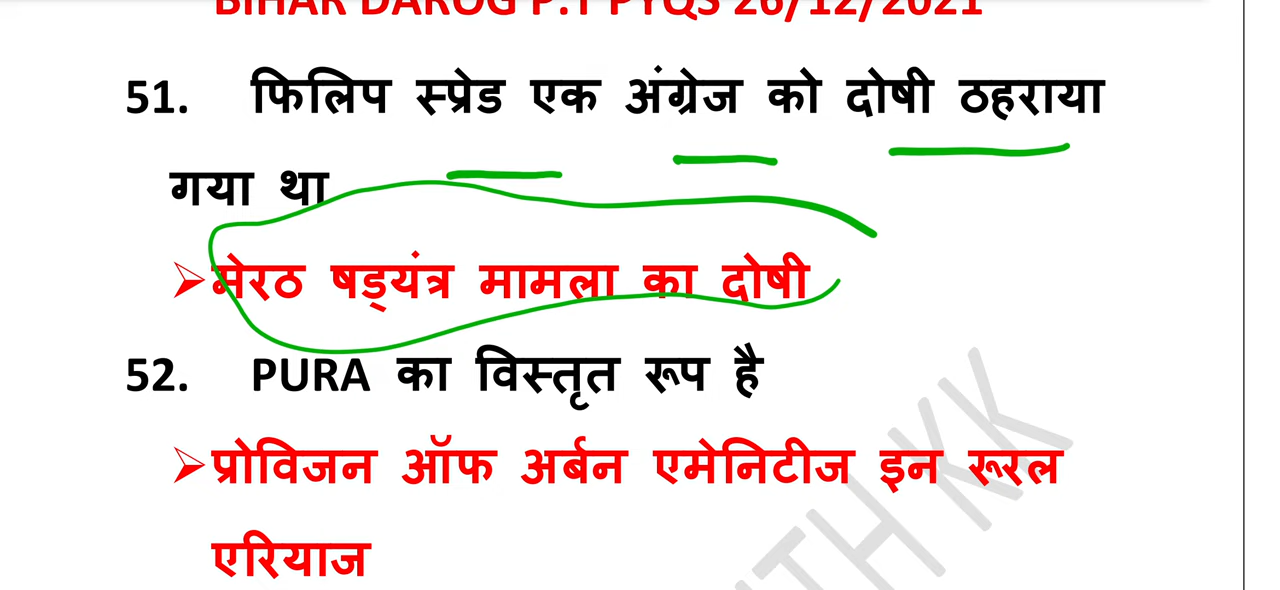 BIHAR DAROG P.T PYQS 26/12/2021
51. फिलिप स्प्रेड एक अंग्रेज को दोषी ठहराया
गया था
➢मेरठ षड्यंत्र मामला का दोषी
52. PURA का विस्तृत रूप है
➢प्रोविजन ऑफ अर्बन एमेनिटीज इन रूरल
एरियाज
KK